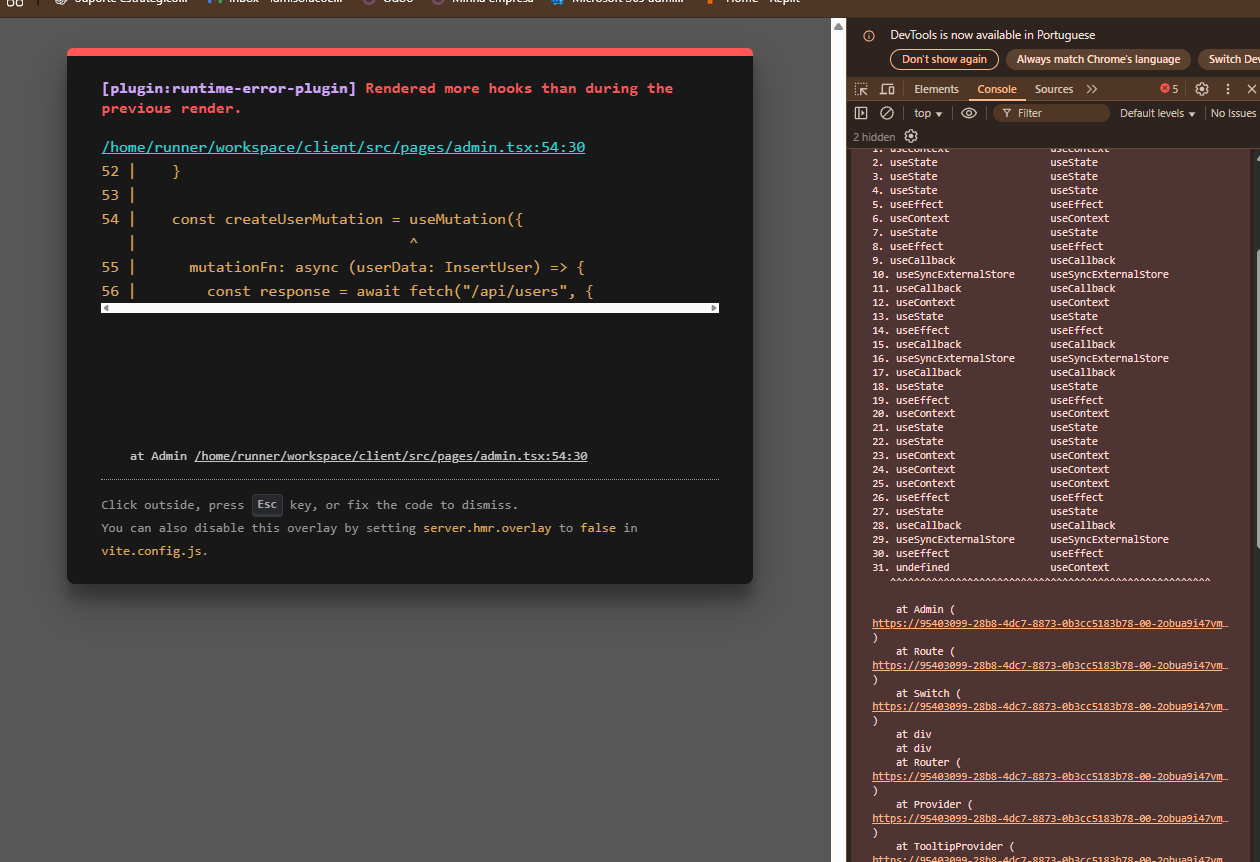 Suporte Estratégico...
Inbox - iamisolucoe...
Odoo
Minha empresa
Microsoft 365 admi...
Home - Replit
[plugin:runtime-error-plugin] Rendered more hooks than during the
previous render.
/home/runner/workspace/client/src/pages/admin.tsx:54:30
52 | }
53 |
54 | const createUserMutation = useMutation({
| ^
55 | mutationFn: async (userData: InsertUser) => {
56 | const response = await fetch("/api/users", {
at Admin /home/runner/workspace/client/src/pages/admin.tsx:54:30
Click outside, press Esc key, or fix the code to dismiss.
You can also disable this overlay by setting server.hmr.overlay to false in
vite.config.js.
DevTools is now available in Portuguese
Don't show again
Always match Chrome's language
Switch Dev
Elements
Console
Sources
5
top
Filter
Default levels
No Issues
2 hidden
1. useContext useContext
2. useState useState
3. useState useState
4. useState useState
5. useEffect useEffect
6. useContext useContext
7. useState useState
8. useEffect useEffect
9. useCallback useCallback
10. useSyncExternalStore useSyncExternalStore
11. useCallback useCallback
12. useContext useContext
13. useState useState
14. useEffect useEffect
15. useCallback useCallback
16. useSyncExternalStore useSyncExternalStore
17. useCallback useCallback
18. useState useState
19. useEffect useEffect
20. useContext useContext
21. useState useState
22. useState useState
23. useContext useContext
24. useContext useContext
25. useContext useContext
26. useEffect useEffect
27. useState useState
28. useCallback useCallback
29. useSyncExternalStore useSyncExternalStore
30. useEffect useEffect
31. undefined useContext
^^^^^^^^^^^^^^^^^^^^^^^^^^^^^^^^^^^^^^^^^^^^^^^^^^^^^^
at Admin (
https://95403099-28b8-4dc7-8873-0b3cc5183b78-00-2obua9i47vm…
)
at Route (
https://95403099-28b8-4dc7-8873-0b3cc5183b78-00-2obua9i47vm…
)
at Switch (
https://95403099-28b8-4dc7-8873-0b3cc5183b78-00-2obua9i47vm…
)
at div
at div
at Router (
https://95403099-28b8-4dc7-8873-0b3cc5183b78-00-2obua9i47vm…
)
at Provider (
https://95403099-28b8-4dc7-8873-0b3cc5183b78-00-2obua9i47vm…
)
at TooltipProvider (
https://95403099-28b8-4dc7-8873-0b3cc5183b78-00-2obua9i47vm…